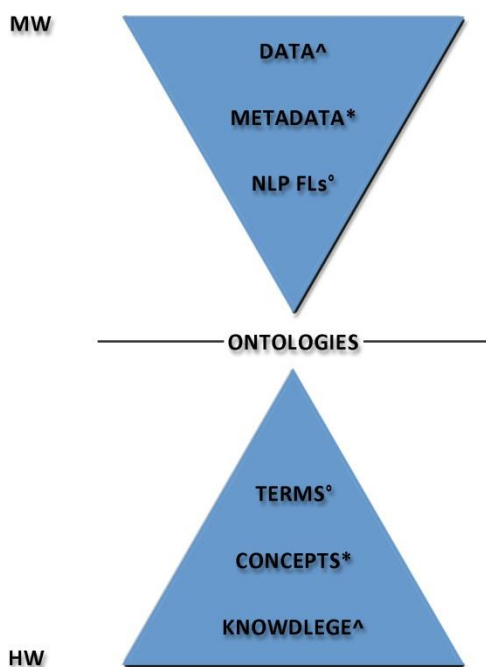 MW
DATA^
METADATA*
NLP FLs°
ONTOLOGIES
TERMS°
CONCEPTS*
KNOWDLEGE^
HW